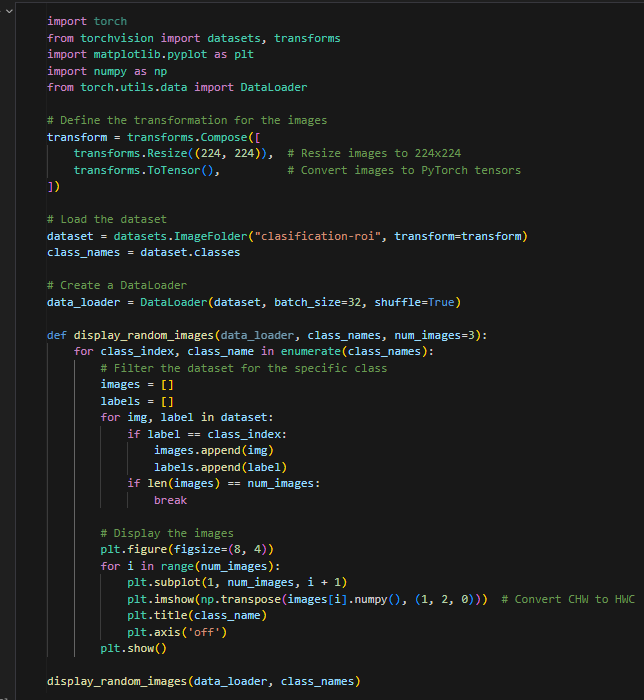 import torch
from torchvision import datasets, transforms
import matplotlib.pyplot as plt
import numpy as np
from torch.utils.data import DataLoader

# Define the transformation for the images
transform = transforms.Compose([
    transforms.Resize((224, 224)),  # Resize images to 224x224
    transforms.ToTensor(),          # Convert images to PyTorch tensors
])

# Load the dataset
dataset = datasets.ImageFolder("clasification-roi", transform=transform)
class_names = dataset.classes

# Create a DataLoader
data_loader = DataLoader(dataset, batch_size=32, shuffle=True)

def display_random_images(data_loader, class_names, num_images=3):
    for class_index, class_name in enumerate(class_names):
        # Filter the dataset for the specific class
        images = []
        labels = []
        for img, label in dataset:
            if label == class_index:
                images.append(img)
                labels.append(label)
            if len(images) == num_images:
                break

        # Display the images
        plt.figure(figsize=(8, 4))
        for i in range(num_images):
            plt.subplot(1, num_images, i + 1)
            plt.imshow(np.transpose(images[i].numpy(), (1, 2, 0)))  # Convert CHW to HWC
            plt.title(class_name)
            plt.axis('off')
        plt.show()

display_random_images(data_loader, class_names)